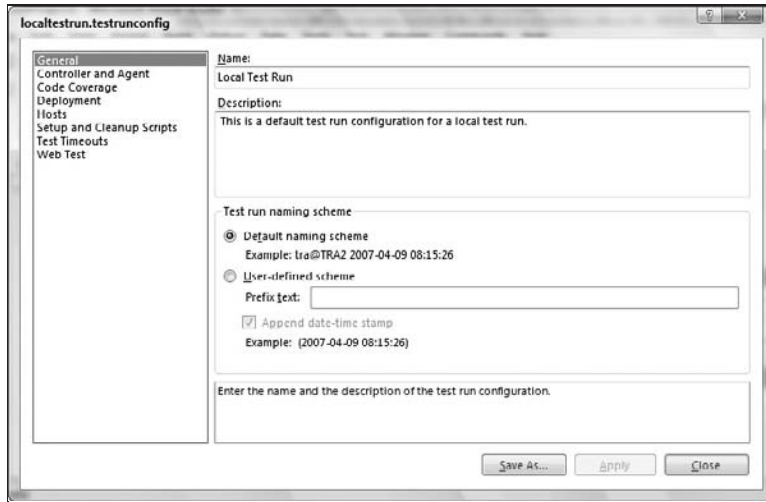 localtestrun.testrunconfig
General
Controller and Agent
Code Coverage
Deployment
Hosts
Setup and Cleanup Scripts
Test Timeouts
Web Test
Name:
Local Test Run
Description:
This is a default test run configuration for a local test run.
Test run naming scheme
Default naming scheme
Example: tra@TRA2 2007-04-09 08:15:26
User-defined scheme
Prefix text:
Append date-time stamp
Example: (2007-04-09 08:15:26)
Enter the name and the description of the test run configuration.
Save As...
Apply
Close